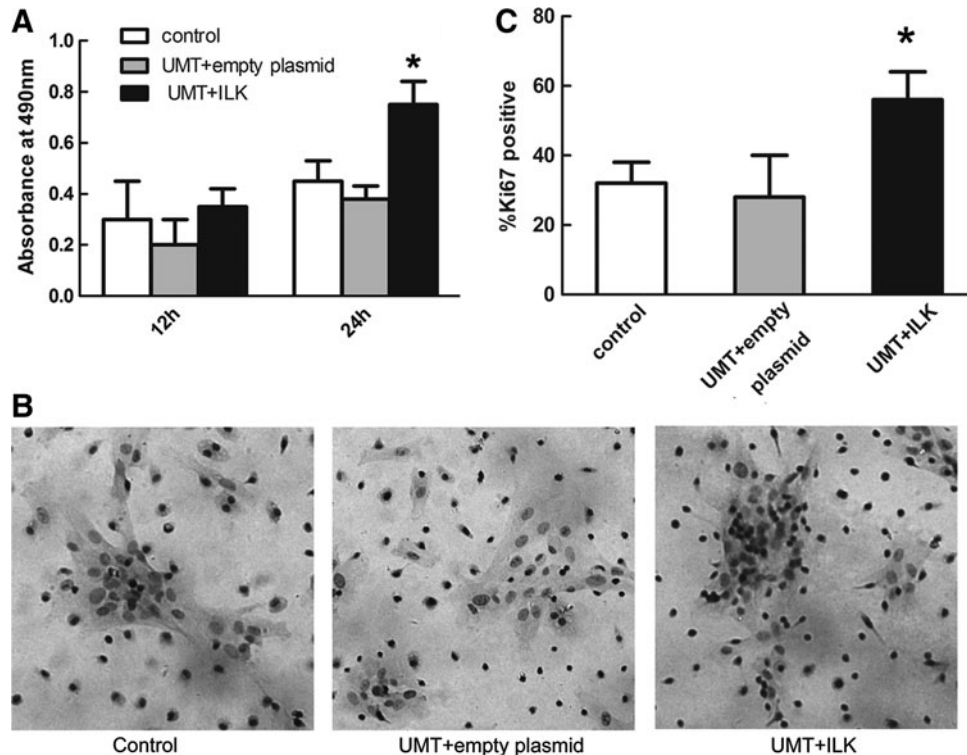 A
Absorbance at 490nm
1.0
0.8
0.6
0.4
0.2
0.0
control
UMT+empty plasmid
UMT+ILK
*
12h
24h
C
%Ki67 positive
80
60
40
20
0
*
control
UMT+empty
plasmid
UMT+ILK
B
Control
UMT+empty plasmid
UMT+ILK